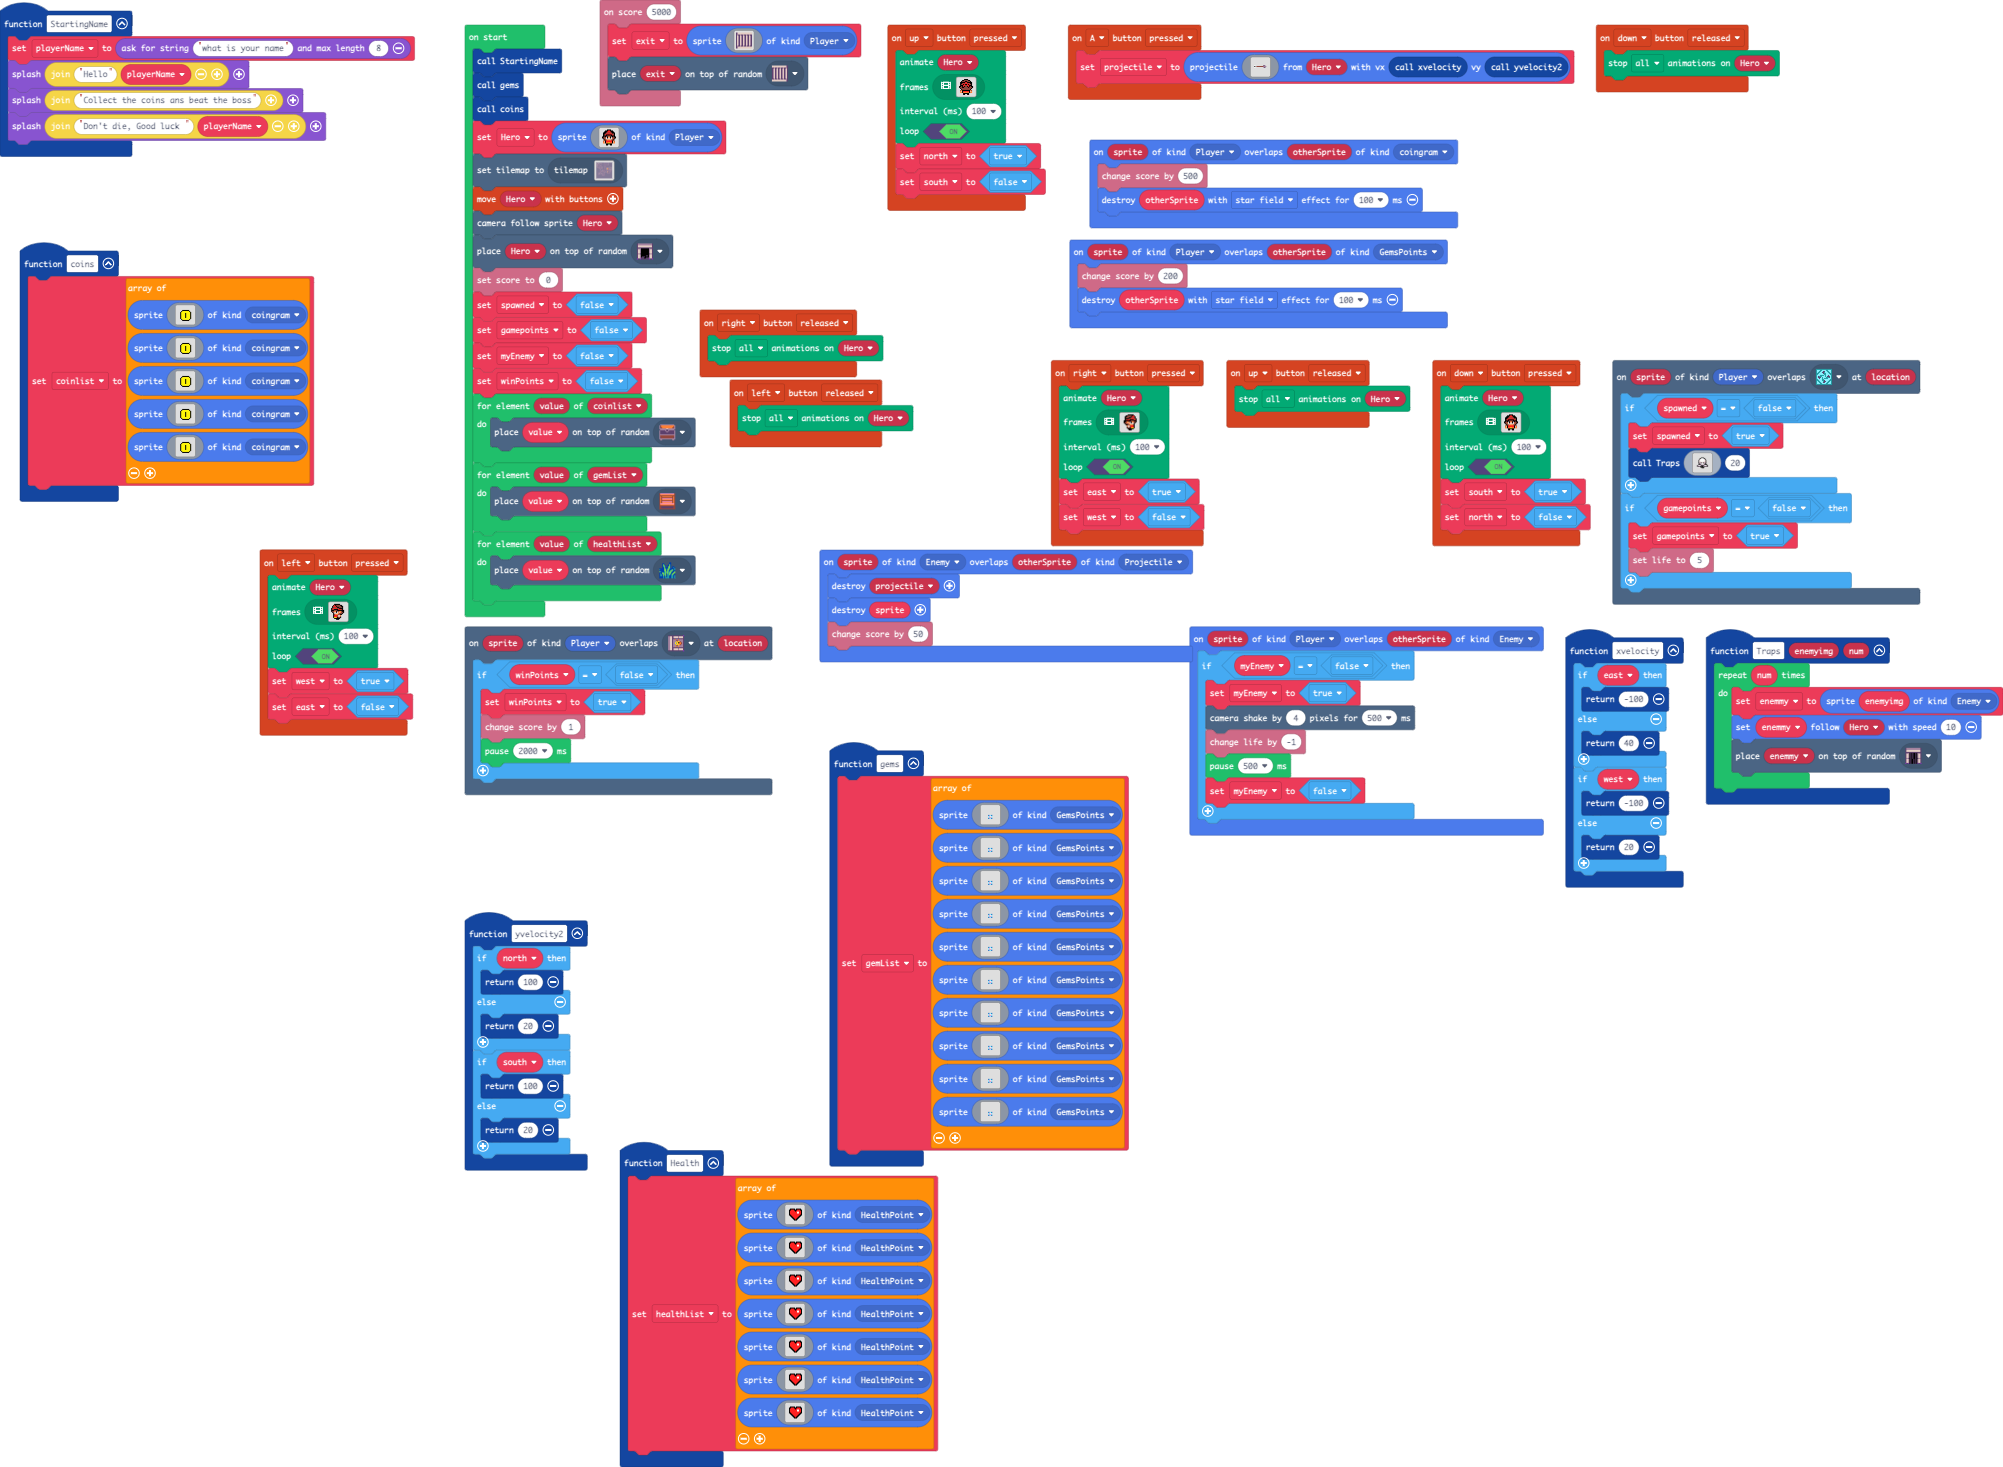 function StartingName
set playerName to ask for string "what is your name" and max length 8
splash join "Hello" playerName
splash join "Collect the coins ans beat the boss"
splash join "Don't die, Good luck " playerName
on start
call StartingName
call gems
call coins
set Hero to sprite of kind Player
set tilemap to tilemap
move Hero with buttons
camera follow sprite Hero
place Hero on top of random
set score to 0
set spawned to false
set gamepoints to false
set myEnemy to false
set winPoints to false
for element value of coinlist
do place value on top of random
for element value of gemList
do place value on top of random
for element value of healthList
do place value on top of random
on score 5000
set exit to sprite of kind Player
place exit on top of random
on up button pressed
animate Hero
frames
interval (ms) 100
loop ON
set north to true
set south to false
on A button pressed
set projectile to projectile from Hero with vx call xvelocity vy call yvelocity2
on down button released
stop all animations on Hero
on sprite of kind Player overlaps otherSprite of kind coingram
change score by 500
destroy otherSprite with star field effect for 100 ms
on sprite of kind Player overlaps otherSprite of kind GemsPoints
change score by 200
destroy otherSprite with star field effect for 100 ms
function coins
set coinlist to
array of
sprite of kind coingram
sprite of kind coingram
sprite of kind coingram
sprite of kind coingram
sprite of kind coingram
on right button released
stop all animations on Hero
on left button released
stop all animations on Hero
on right button pressed
animate Hero
frames
interval (ms) 100
loop ON
set east to true
set west to false
on up button released
stop all animations on Hero
on down button pressed
animate Hero
frames
interval (ms) 100
loop ON
set south to true
set north to false
on sprite of kind Player overlaps at location
if spawned = false then
set spawned to true
call Traps 20
if gamepoints = false then
set gamepoints to true
set life to 5
on left button pressed
animate Hero
frames
interval (ms) 100
loop ON
set west to true
set east to false
on sprite of kind Enemy overlaps otherSprite of kind Projectile
destroy projectile
destroy sprite
change score by 50
on sprite of kind Player overlaps at location
if winPoints = false then
set winPoints to true
change score by 1
pause 2000 ms
on sprite of kind Player overlaps otherSprite of kind Enemy
if myEnemy = false then
set myEnemy to true
camera shake by 4 pixels for 500 ms
change life by -1
pause 500 ms
set myEnemy to false
function xvelocity
if east then
return -100
else
return 40
if west then
return -100
else
return 20
function Traps enemyimg num
repeat num times
do set enemmy to sprite enemyimg of kind Enemy
set enemmy follow Hero with speed 10
place enemmy on top of random
function gems
set gemList to
array of
sprite of kind GemsPoints
sprite of kind GemsPoints
sprite of kind GemsPoints
sprite of kind GemsPoints
sprite of kind GemsPoints
sprite of kind GemsPoints
sprite of kind GemsPoints
sprite of kind GemsPoints
sprite of kind GemsPoints
sprite of kind GemsPoints
function yvelocity2
if north then
return 100
else
return 20
if south then
return 100
else
return 20
function Health
set healthList to
array of
sprite of kind HealthPoint
sprite of kind HealthPoint
sprite of kind HealthPoint
sprite of kind HealthPoint
sprite of kind HealthPoint
sprite of kind HealthPoint
sprite of kind HealthPoint